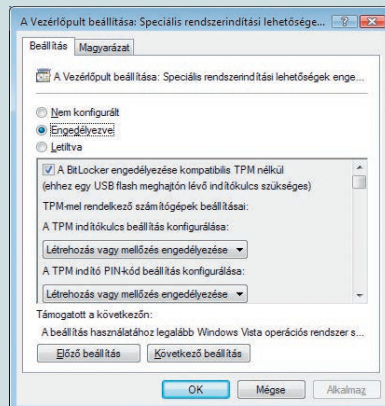 A Vezérlőpult beállítása: Speciális rendszerindítási lehetősége...
Beállítás
Magyarázat
A Vezérlőpult beállítása: Speciális rendszerindítási lehetőségek enge...
Nem konfigurált
Engedélyezve
Letiltva
A BitLocker engedélyezése kompatibilis TPM nélkül
(ehhez egy USB flash meghajtón lévő indítókulcs szükséges)
TPM-mel rendelkező számítógépek beállításai:
A TPM indítókulcs beállítás konfigurálása:
Létrehozás vagy mellőzés engedélyezése
A TPM indító PIN-kód beállítás konfigurálása:
Létrehozás vagy mellőzés engedélyezése
Támogatott a következőn:
A beállítás használatához legalább Windows Vista operációs rendszer s...
Előző beállítás
Következő beállítás
OK
Mégse
Alkalmaz